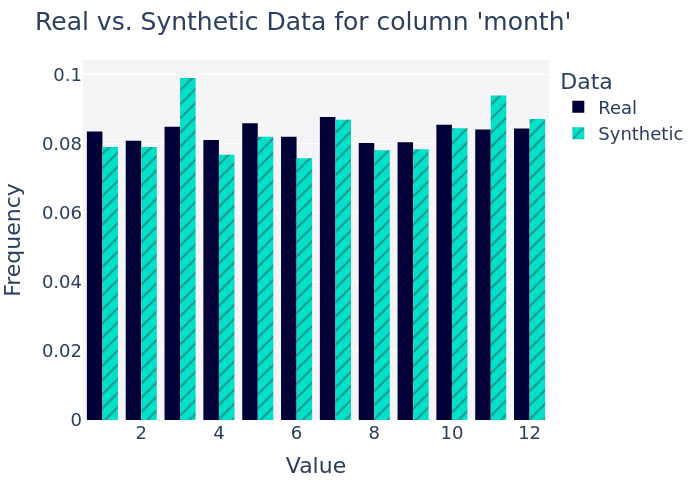 Real vs. Synthetic Data for column 'month'
Data
Real
Synthetic
0.1
0.08
0.06
0.04
0.02
0
Frequency
2 4 6 8 10 12
Value